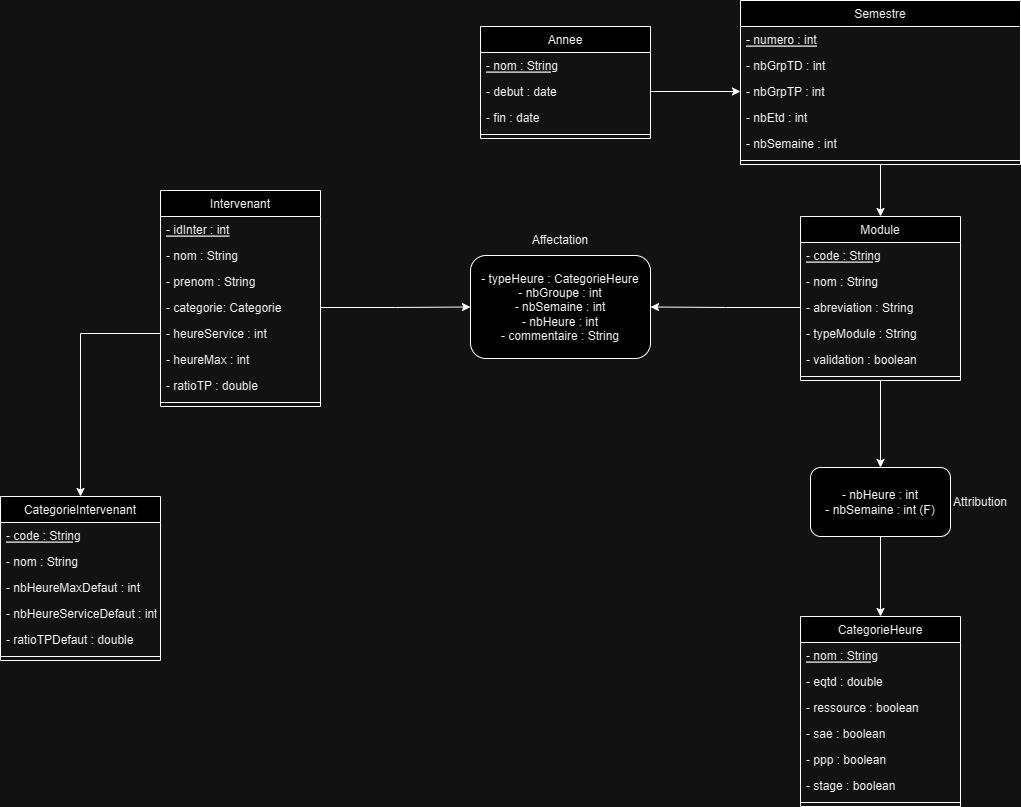 Annee
- nom : String
- debut : date
- fin : date
Semestre
- numero : int
- nbGrpTD : int
- nbGrpTP : int
- nbEtd : int
- nbSemaine : int
Intervenant
- idInter : int
- nom : String
- prenom : String
- categorie: Categorie
- heureService : int
- heureMax : int
- ratioTP : double
Affectation
- typeHeure : CategorieHeure
- nbGroupe : int
- nbSemaine : int
- nbHeure : int
- commentaire : String
Module
- code : String
- nom : String
- abreviation : String
- typeModule : String
- validation : boolean
- nbHeure : int
- nbSemaine : int (F)
Attribution
CategorieIntervenant
- code : String
- nom : String
- nbHeureMaxDefaut : int
- nbHeureServiceDefaut : int
- ratioTPDefaut : double
CategorieHeure
- nom : String
- eqtd : double
- ressource : boolean
- sae : boolean
- ppp : boolean
- stage : boolean